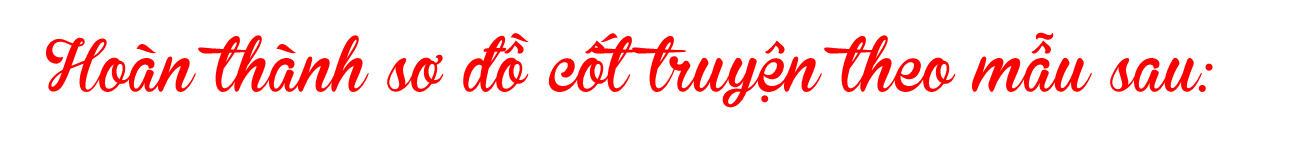 Hoàn thành sơ đồ cốt truyện theo mẫu sau: